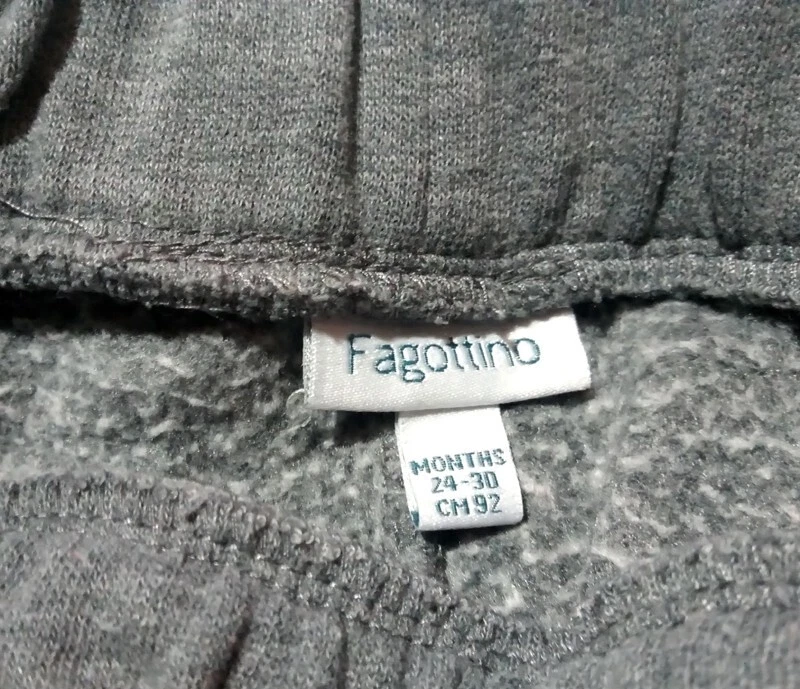 Fagottino
MONTHS
24-30
CM 92